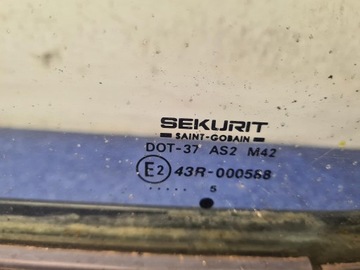 SEKURIT
SAINT-GOBAIN
DOT-37 AS2 M42
E2 43R-000558
5